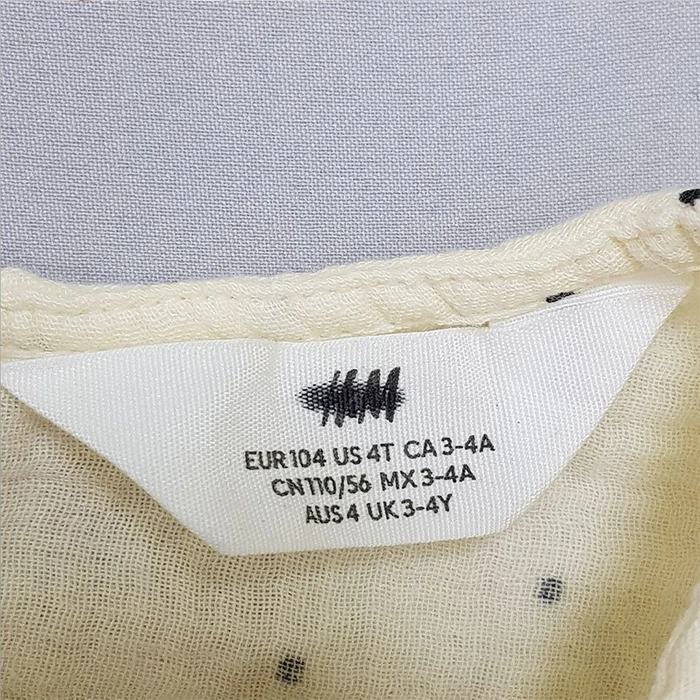 H&M
EUR 104 US 4T CA 3-4A
CN 110/56 MX 3-4A
AUS 4 UK 3-4Y